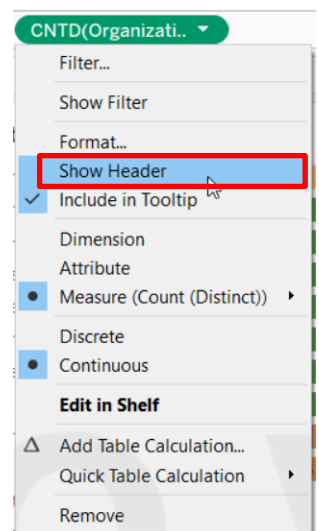 CNTD(Organizati..
Filter...
Show Filter
Format...
Show Header
Include in Tooltip
Dimension
Attribute
Measure (Count (Distinct))
Discrete
Continuous
Edit in Shelf
Add Table Calculation...
Quick Table Calculation
Remove